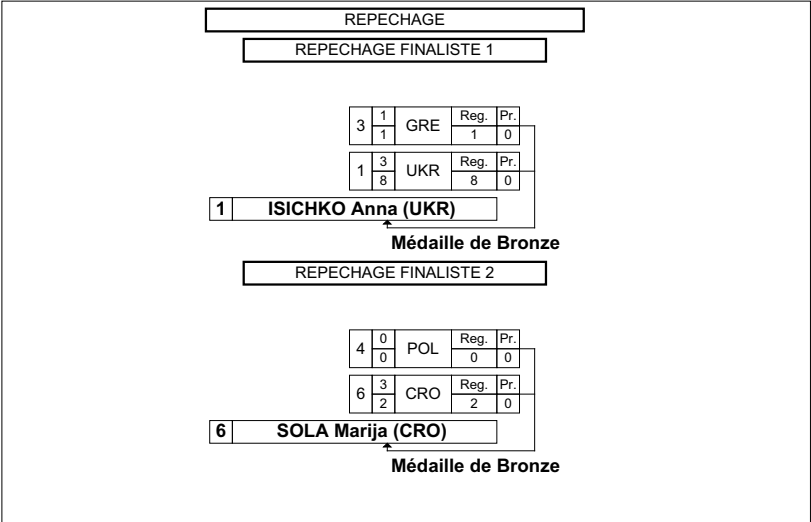 REPECHAGE
REPECHAGE FINALISTE 1
3 1 GRE Reg. Pr.
1 1 0
1 3 UKR Reg. Pr.
8 8 0
1 ISICHKO Anna (UKR)
Médaille de Bronze
REPECHAGE FINALISTE 2
4 0 POL Reg. Pr.
0 0 0
6 3 CRO Reg. Pr.
2 2 0
6 SOLA Marija (CRO)
Médaille de Bronze